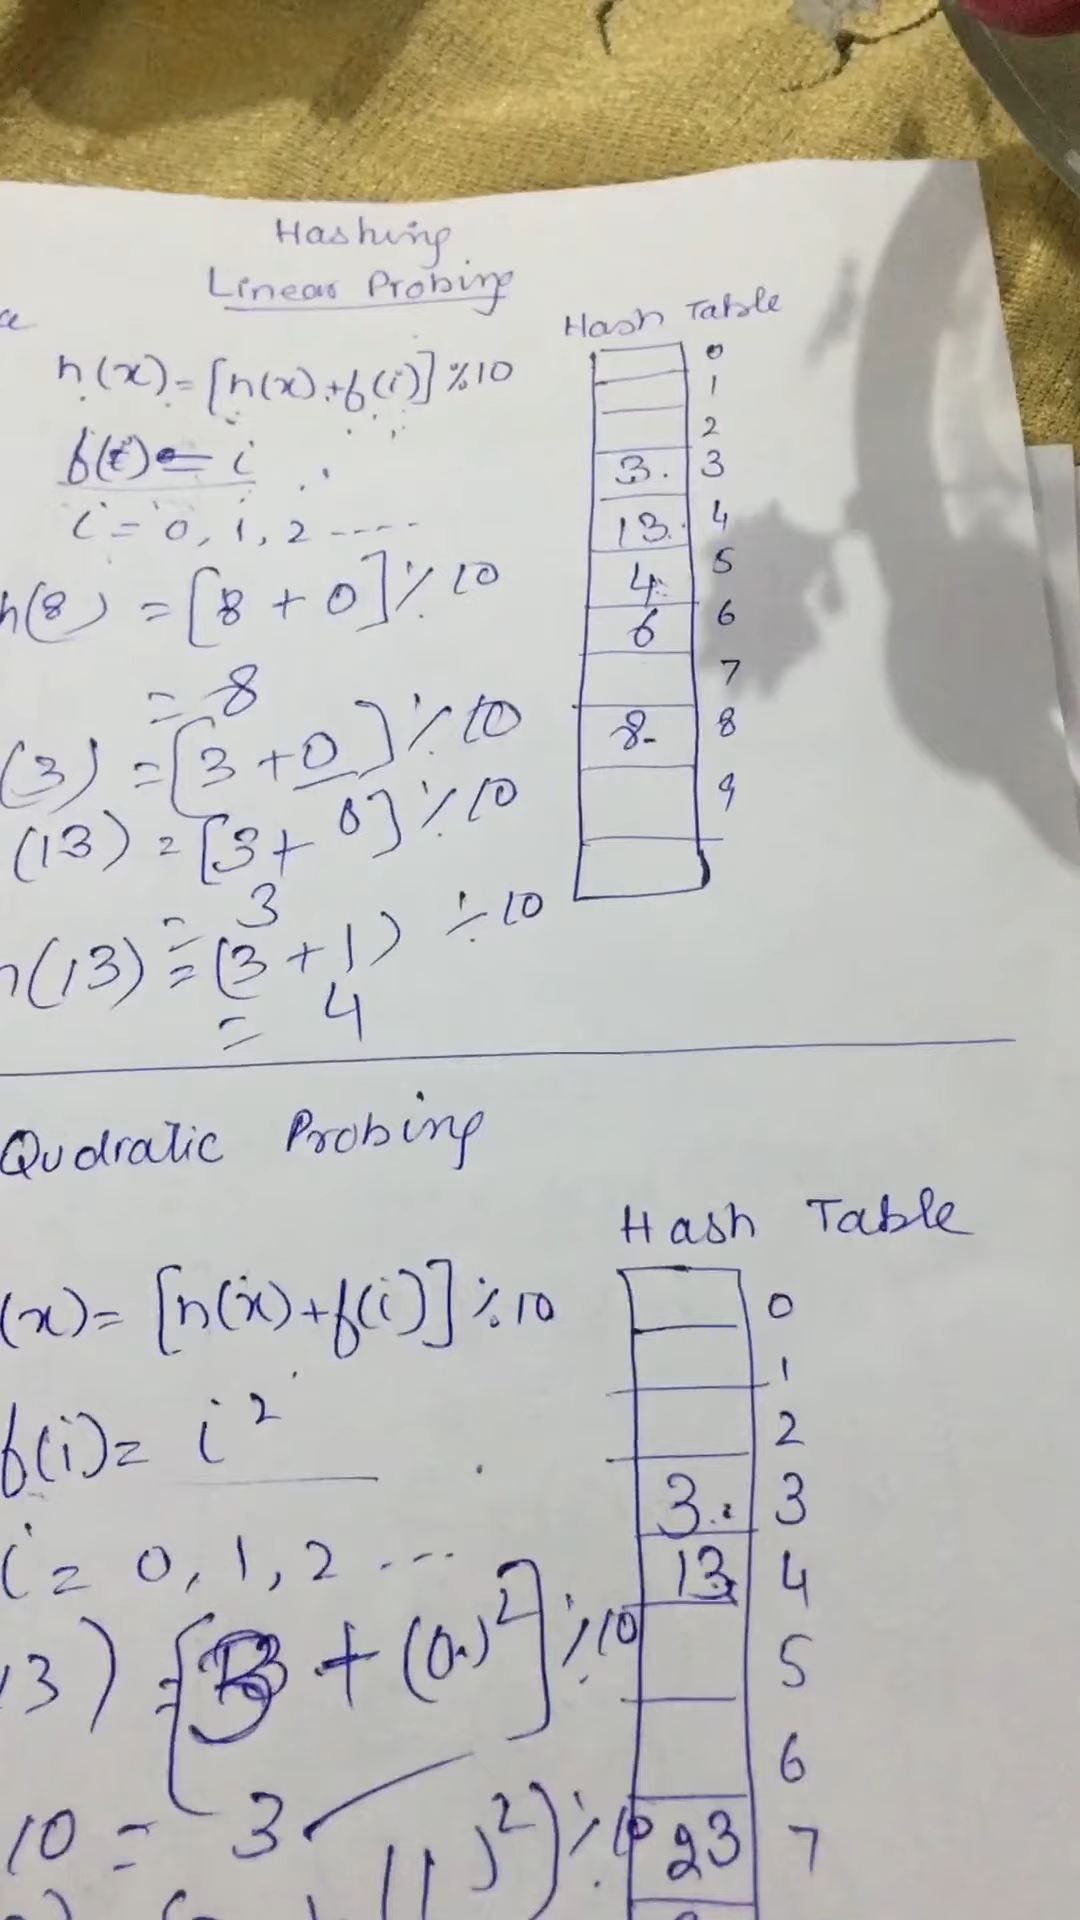 Hashing
Linear Probing
h(x) = [h(x) + f(i)] % 10
f(i) = i
i = 0, 1, 2 ----
h(8) = [8 + 0] % 10
= 8
(3) = [3 + 0] % 10
(13) = [3 + 0] % 10
= 3
h(13) = (3 + 1) % 10
= 4
Hash Table
0
1
2
3. 3
13. 4
4. 5
6 6
7
8- 8
9
Qudratic Probing
(x) = [h(x) + f(i)] % 10
f(i) = i²
i = 0, 1, 2 ---
13) = [3 + (0)²] % 10
10 = 3
1)²) % 10
Hash Table
0
1
2
3. 3
13 4
5
6
23 7